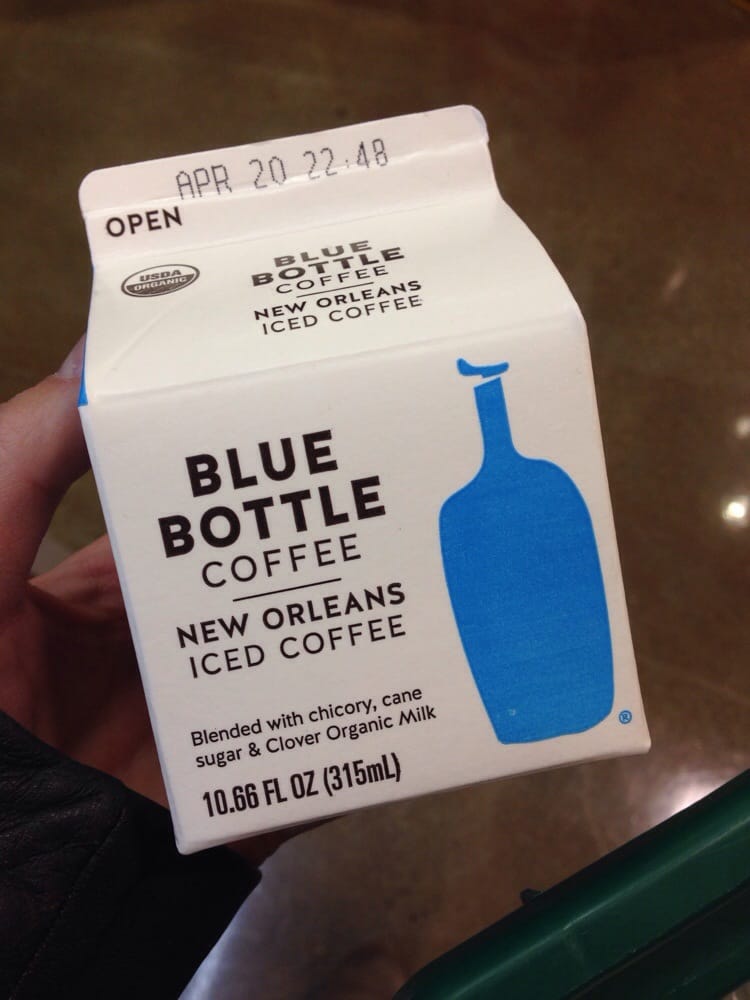 APR 20 22:48
OPEN
USDA
ORGANIC
BLUE
BOTTLE
COFFEE
NEW ORLEANS
ICED COFFEE
BLUE
BOTTLE
COFFEE
NEW ORLEANS
ICED COFFEE
Blended with chicory, cane
sugar & Clover Organic Milk
10.66 FL OZ (315mL)
®